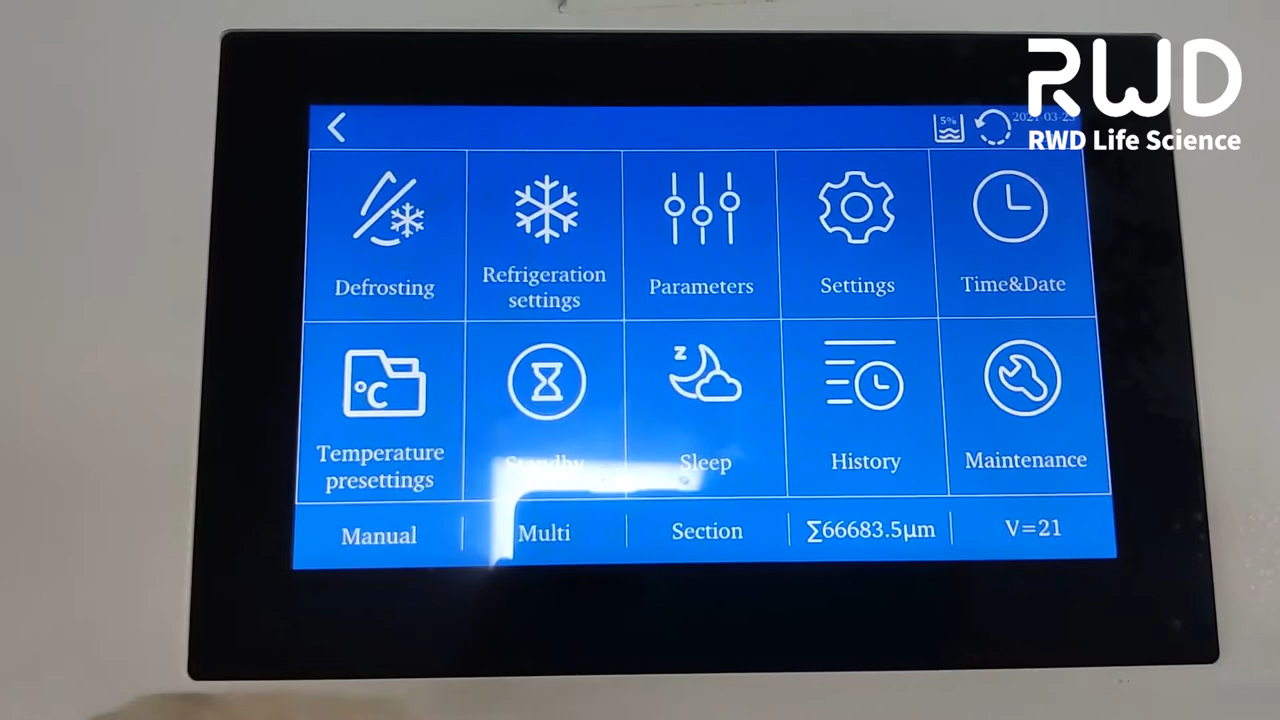 RWD
RWD Life Science
5%
Defrosting
Refrigeration
settings
Parameters
Settings
Time&Date
°C
Temperature
presettings
Standby
z
Sleep
History
Maintenance
Manual
Multi
Section
∑66683.5μm
V=21